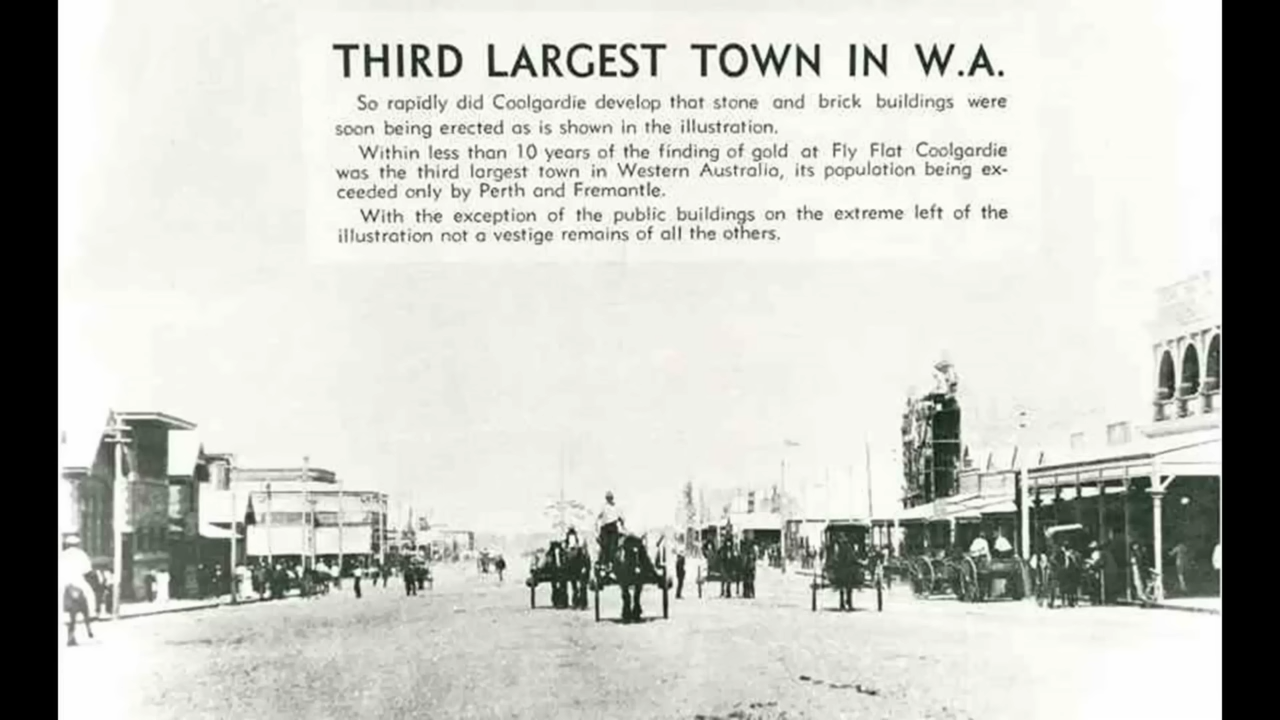 THIRD LARGEST TOWN IN W.A.
So rapidly did Coolgardie develop that stone and brick buildings were
soon being erected as is shown in the illustration.
Within less than 10 years of the finding of gold at Fly Flat Coolgardie
was the third largest town in Western Australia, its population being ex-
ceeded only by Perth and Fremantle.
With the exception of the public buildings on the extreme left of the
illustration not a vestige remains of all the others.